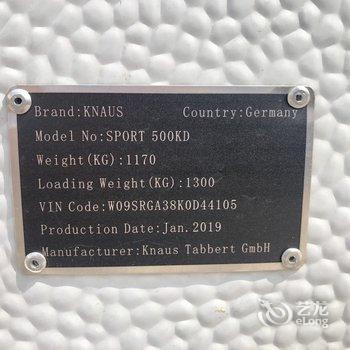 Brand:KNAUS Country:Germany
Model No:SPORT 500KD
Weight(KG):1170
Loading Weight(KG):1300
VIN Code:W09SRGA38K0D44105
Production Date:Jan.2019
Manufacturer:Knaus Tabbert GmbH
艺龙
eLong